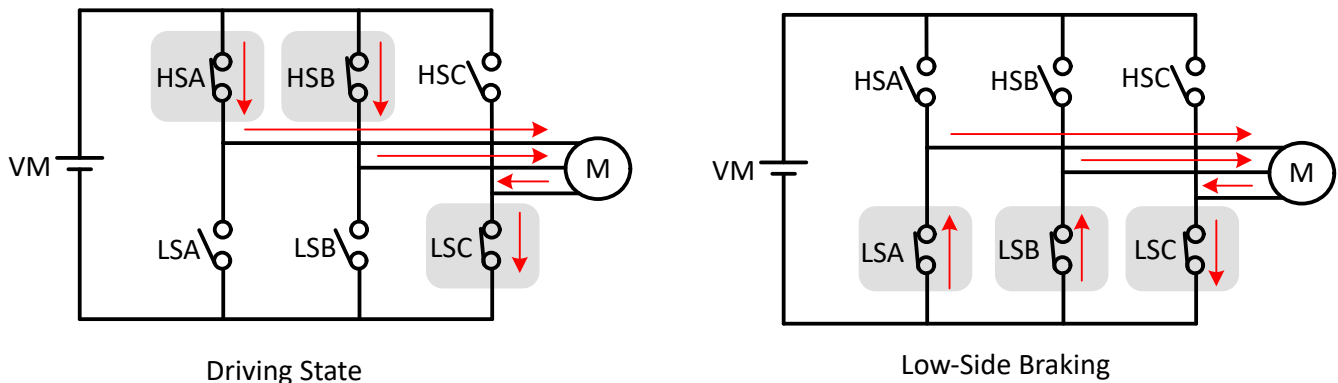 HSA
HSB
HSC
VM
M
LSA
LSB
LSC
Driving State
HSA
HSB
HSC
VM
M
LSA
LSB
LSC
Low-Side Braking